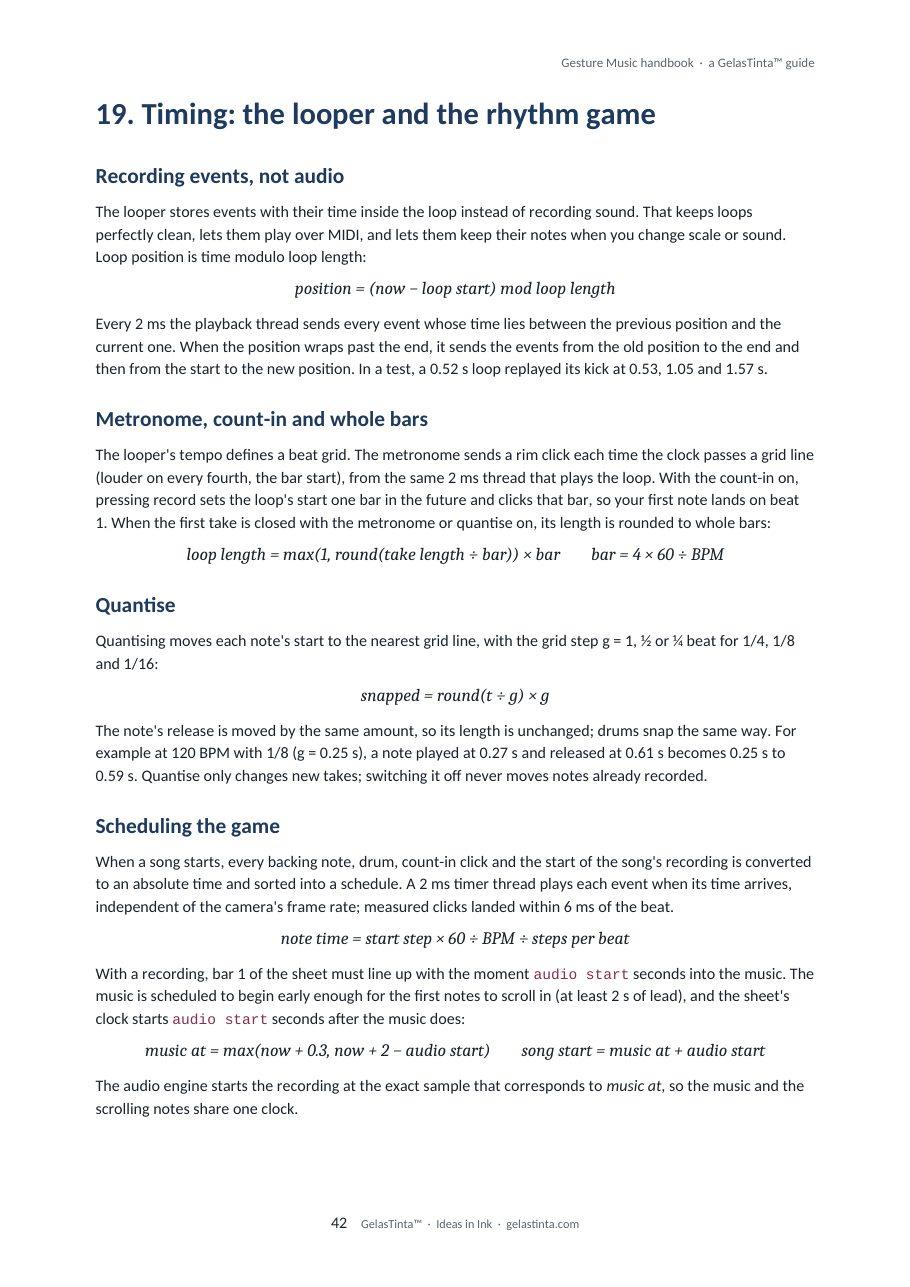 Gesture Music handbook · a GelasTinta™ guide
19. Timing: the looper and the rhythm game
Recording events, not audio
The looper stores events with their time inside the loop instead of recording sound. That keeps loops
perfectly clean, lets them play over MIDI, and lets them keep their notes when you change scale or sound.
Loop position is time modulo loop length:
position = (now − loop start) mod loop length
Every 2 ms the playback thread sends every event whose time lies between the previous position and the
current one. When the position wraps past the end, it sends the events from the old position to the end and
then from the start to the new position. In a test, a 0.52 s loop replayed its kick at 0.53, 1.05 and 1.57 s.
Metronome, count-in and whole bars
The looper's tempo defines a beat grid. The metronome sends a rim click each time the clock passes a grid line
(louder on every fourth, the bar start), from the same 2 ms thread that plays the loop. With the count-in on,
pressing record sets the loop's start one bar in the future and clicks that bar, so your first note lands on beat
1. When the first take is closed with the metronome or quantise on, its length is rounded to whole bars:
loop length = max(1, round(take length ÷ bar)) × bar bar = 4 × 60 ÷ BPM
Quantise
Quantising moves each note's start to the nearest grid line, with the grid step g = 1, ½ or ¼ beat for 1/4, 1/8
and 1/16:
snapped = round(t ÷ g) × g
The note's release is moved by the same amount, so its length is unchanged; drums snap the same way. For
example at 120 BPM with 1/8 (g = 0.25 s), a note played at 0.27 s and released at 0.61 s becomes 0.25 s to
0.59 s. Quantise only changes new takes; switching it off never moves notes already recorded.
Scheduling the game
When a song starts, every backing note, drum, count-in click and the start of the song's recording is converted
to an absolute time and sorted into a schedule. A 2 ms timer thread plays each event when its time arrives,
independent of the camera's frame rate; measured clicks landed within 6 ms of the beat.
note time = start step × 60 ÷ BPM ÷ steps per beat
With a recording, bar 1 of the sheet must line up with the moment audio start seconds into the music. The
music is scheduled to begin early enough for the first notes to scroll in (at least 2 s of lead), and the sheet's
clock starts audio start seconds after the music does:
music at = max(now + 0.3, now + 2 − audio start) song start = music at + audio start
The audio engine starts the recording at the exact sample that corresponds to music at, so the music and the
scrolling notes share one clock.
42 GelasTinta™ · Ideas in Ink · gelastinta.com